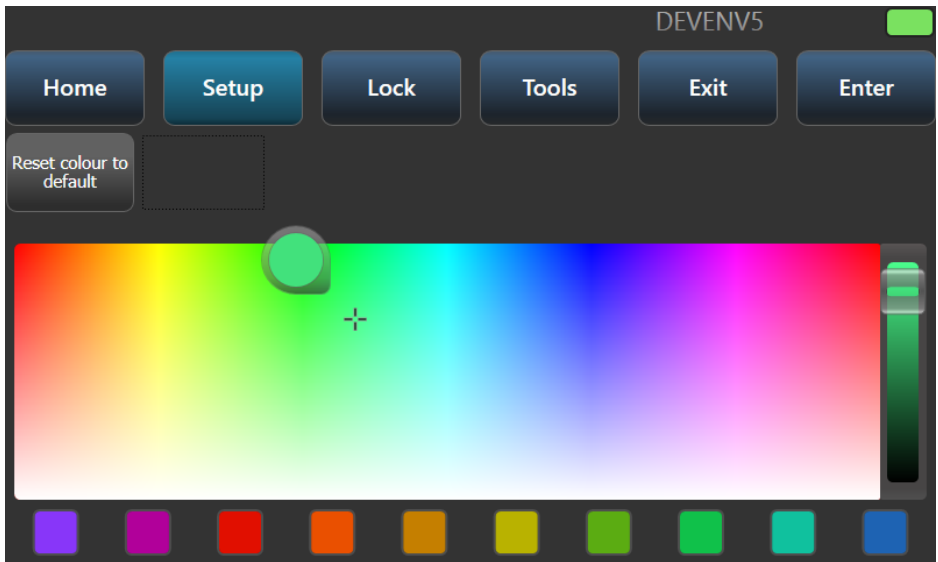 DEVENV5
Home
Setup
Lock
Tools
Exit
Enter
Reset colour to
default